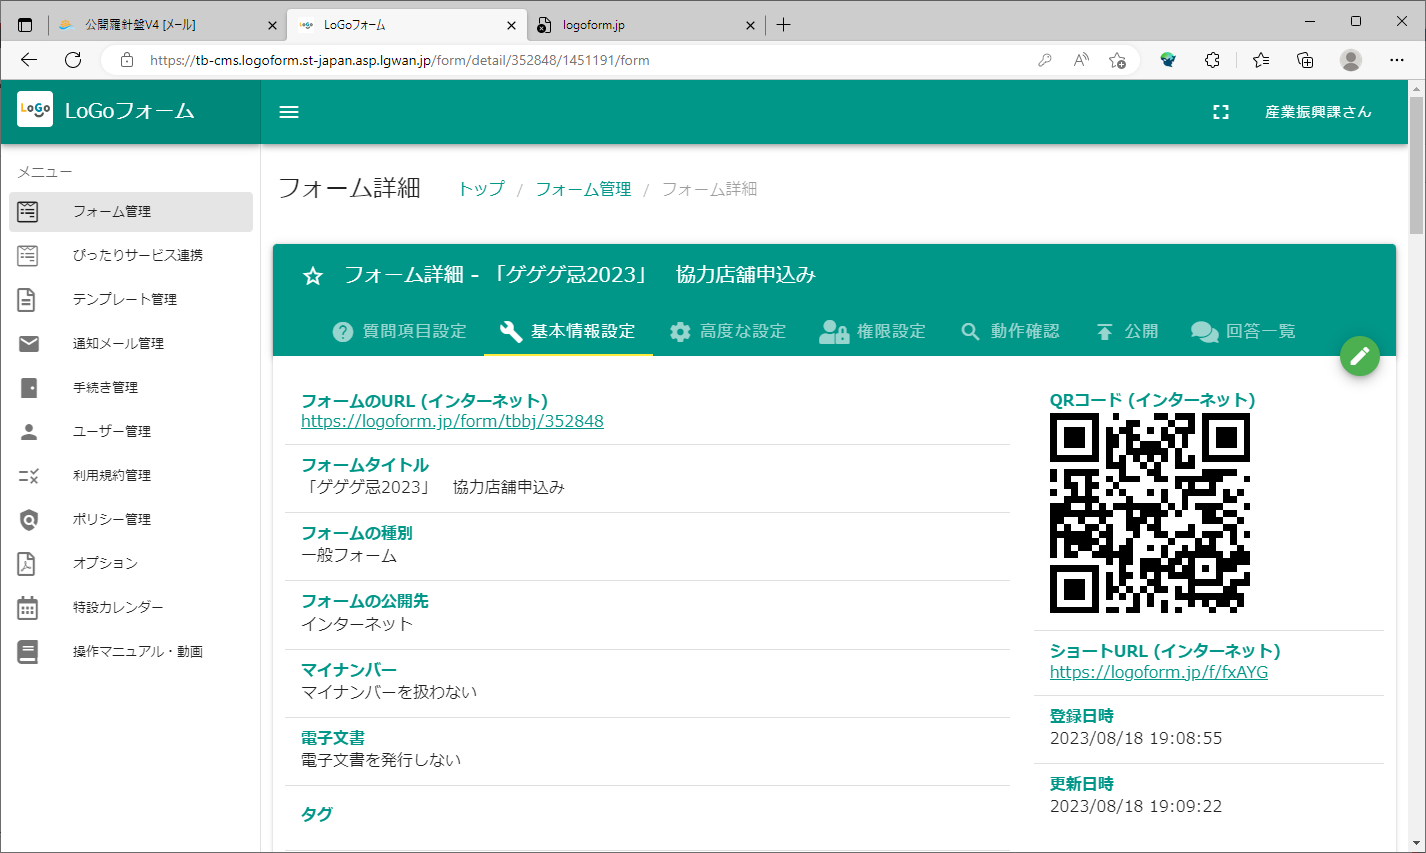 公開羅針盤V4 [メール]
LoGoフォーム
logoform.jp
https://tb-cms.logoform.st-japan.asp.lgwan.jp/form/detail/352848/1451191/form
LoGo
LoGoフォーム
産業振興課さん
メニュー
フォーム管理
ぴったりサービス連携
テンプレート管理
通知メール管理
手続き管理
ユーザー管理
利用規約管理
ポリシー管理
オプション
特設カレンダー
操作マニュアル・動画
フォーム詳細
トップ / フォーム管理 / フォーム詳細
フォーム詳細 - 「ゲゲゲ忌2023」　協力店舗申込み
質問項目設定
基本情報設定
高度な設定
権限設定
動作確認
公開
回答一覧
フォームのURL (インターネット)
https://logoform.jp/form/tbbj/352848
フォームタイトル
「ゲゲゲ忌2023」　協力店舗申込み
フォームの種別
一般フォーム
フォームの公開先
インターネット
マイナンバー
マイナンバーを扱わない
電子文書
電子文書を発行しない
タグ
QRコード (インターネット)
ショートURL (インターネット)
https://logoform.jp/f/fxAYG
登録日時
2023/08/18 19:08:55
更新日時
2023/08/18 19:09:22